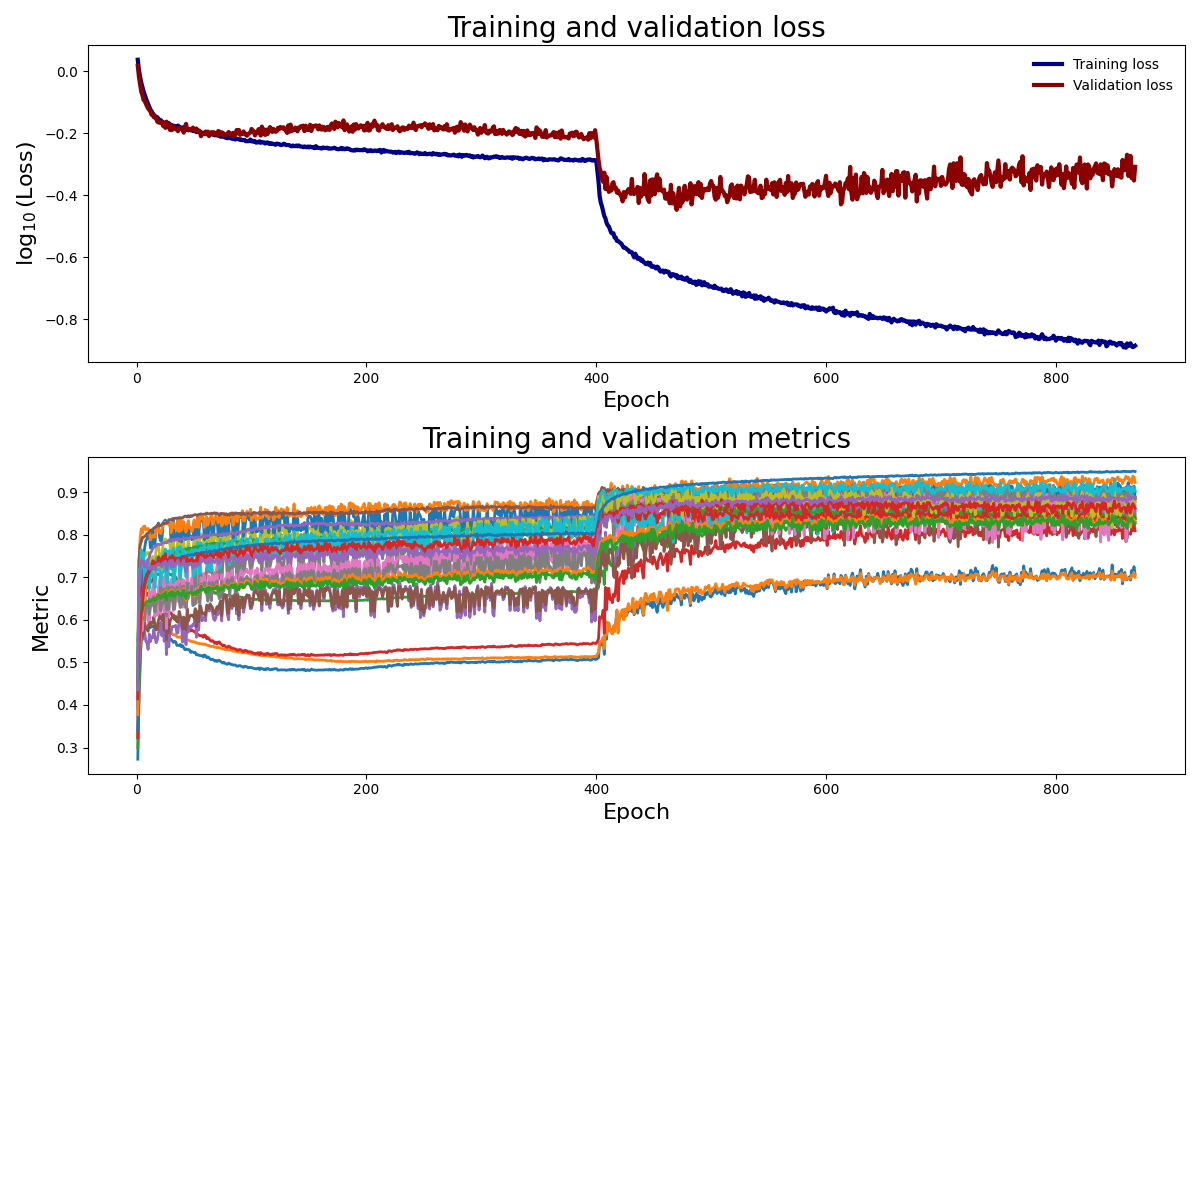 Training and validation loss
0.0
−0.2
−0.4
−0.6
−0.8
log10 (Loss)
Training loss
Validation loss
0 200 400 600 800
Epoch
Training and validation metrics
0.9
0.8
0.7
0.6
0.5
0.4
0.3
Metric
0 200 400 600 800
Epoch